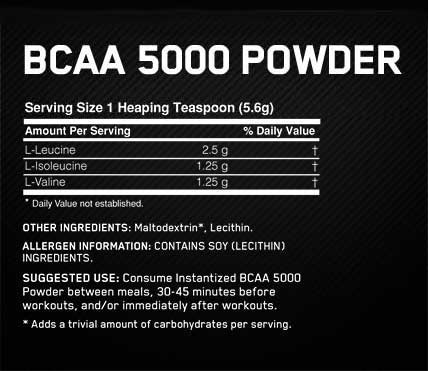 BCAA 5000 POWDER
Serving Size 1 Heaping Teaspoon (5.6g)
Amount Per Serving % Daily Value
L-Leucine 2.5 g †
L-Isoleucine 1.25 g †
L-Valine 1.25 g †
* Daily Value not established.
OTHER INGREDIENTS: Maltodextrin*, Lecithin.
ALLERGEN INFORMATION: CONTAINS SOY (LECITHIN)
INGREDIENTS.
SUGGESTED USE: Consume Instantized BCAA 5000
Powder between meals, 30-45 minutes before
workouts, and/or immediately after workouts.
* Adds a trivial amount of carbohydrates per serving.